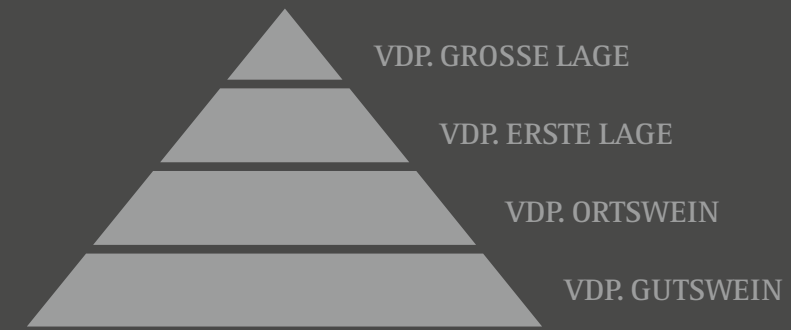 VDP. GROSSE LAGE
VDP. ERSTE LAGE
VDP. ORTSWEIN
VDP. GUTSWEIN